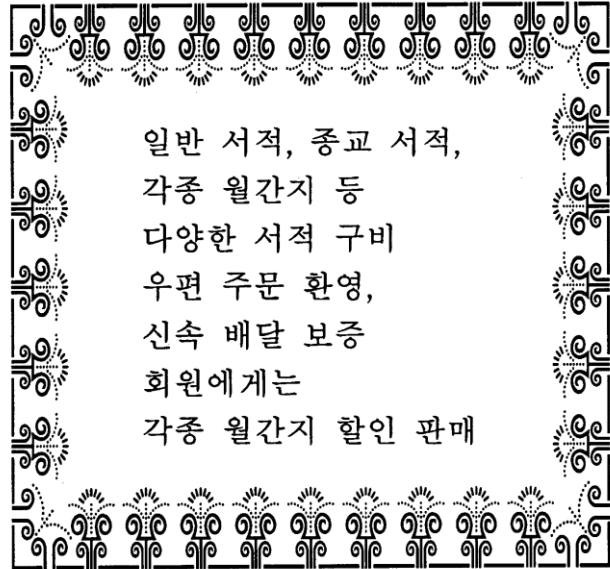 일반 서적, 종교 서적,
각종 월간지 등
다양한 서적 구비
우편 주문 환영,
신속 배달 보증
회원에게는
각종 월간지 할인 판매